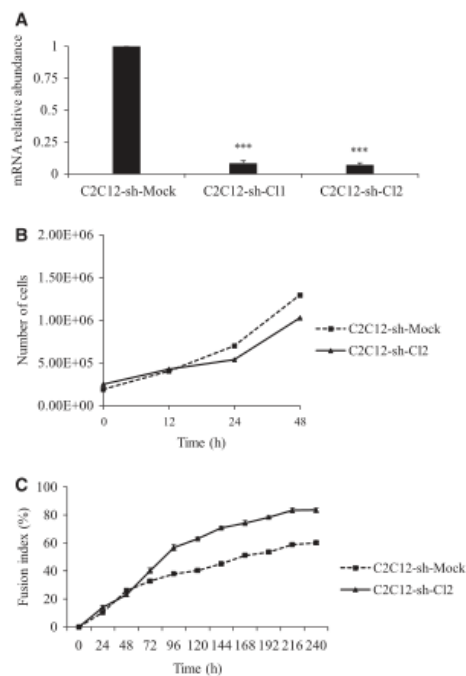 A
mRNA relative abundance
1
0.75
0.5
0.25
0
***
***
C2C12-sh-Mock C2C12-sh-Cl1 C2C12-sh-Cl2
B
Number of cells
2.00E+06
1.50E+06
1.00E+06
5.00E+05
0.00E+00
0 12 24 48
Time (h)
C2C12-sh-Mock
C2C12-sh-Cl2
C
Fusion index (%)
100
80
60
40
20
0
0 24 48 72 96 120 144 168 192 216 240
Time (h)
C2C12-sh-Mock
C2C12-sh-Cl2